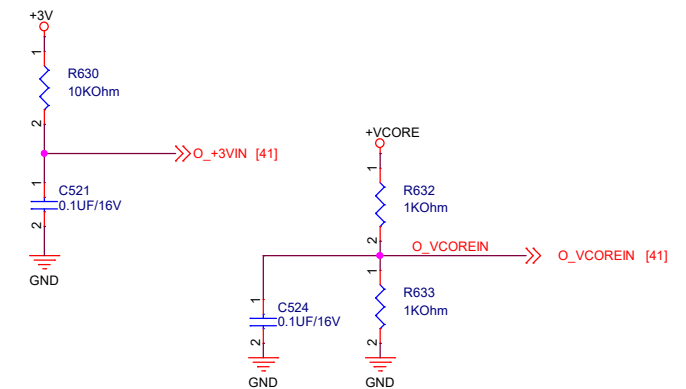 +3V
1
R630
10KOhm
2
O_+3VIN [41]
1
C521
0.1UF/16V
2
GND
+VCORE
1
R632
1KOhm
2
O_VCOREIN
O_VCOREIN [41]
1
R633
1KOhm
2
GND
1
C524
0.1UF/16V
2
GND